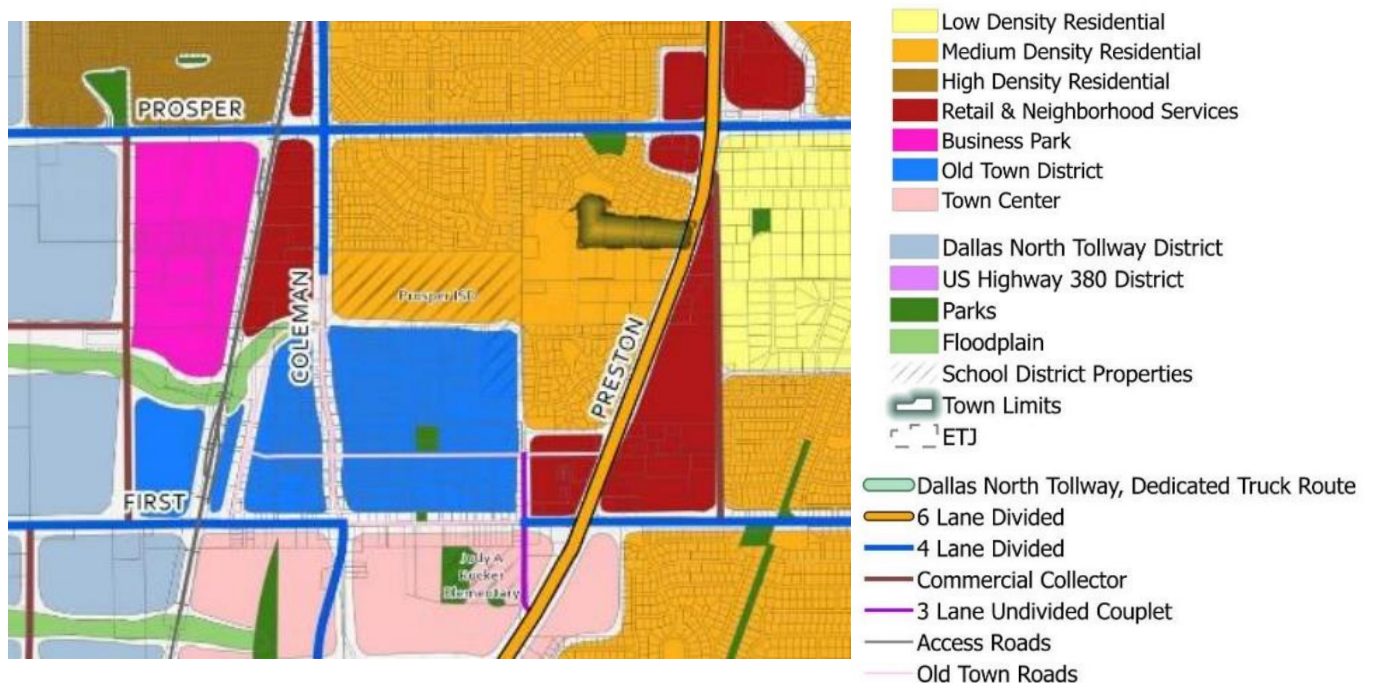 PROSPER
COLEMAN
Prosper ISD
PRESTON
FIRST
Judy A
Rucker
Elementary
Low Density Residential
Medium Density Residential
High Density Residential
Retail & Neighborhood Services
Business Park
Old Town District
Town Center
Dallas North Tollway District
US Highway 380 District
Parks
Floodplain
School District Properties
Town Limits
ETJ
Dallas North Tollway, Dedicated Truck Route
6 Lane Divided
4 Lane Divided
Commercial Collector
3 Lane Undivided Couplet
Access Roads
Old Town Roads